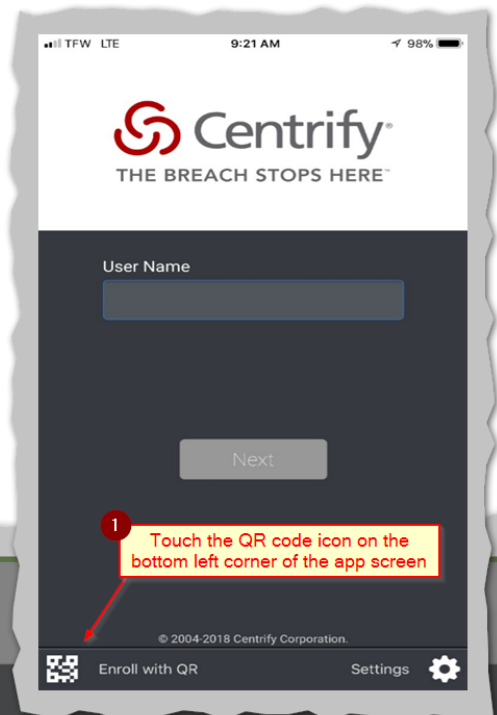 TFW LTE 9:21 AM 98%
Centrify®
THE BREACH STOPS HERE™
User Name
Next
1
Touch the QR code icon on the
bottom left corner of the app screen
© 2004-2018 Centrify Corporation.
Enroll with QR Settings